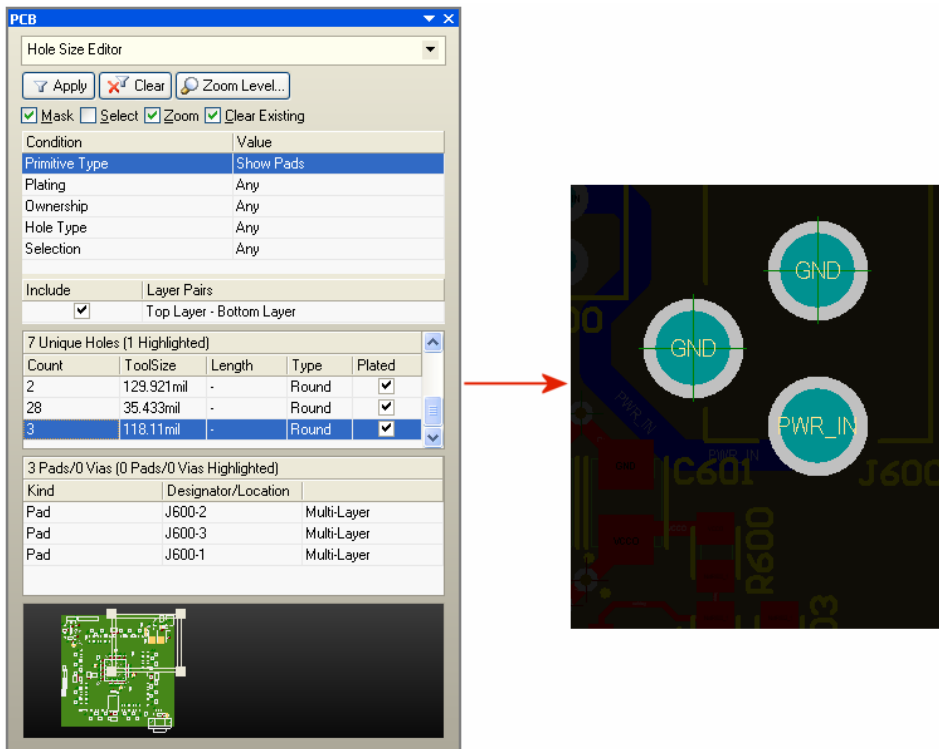 PCB
Hole Size Editor
Apply Clear Zoom Level...
Mask Select Zoom Clear Existing
Condition Value
Primitive Type Show Pads
Plating Any
Ownership Any
Hole Type Any
Selection Any
Include Layer Pairs
Top Layer - Bottom Layer
7 Unique Holes (1 Highlighted)
Count ToolSize Length Type Plated
2 129.921mil - Round
28 35.433mil - Round
3 118.11mil - Round
3 Pads/0 Vias (0 Pads/0 Vias Highlighted)
Kind Designator/Location
Pad J600-2 Multi-Layer
Pad J600-3 Multi-Layer
Pad J600-1 Multi-Layer
GND
GND
PWR_IN
PWR_IN
PWR_IN
C601 J600
GND
R600